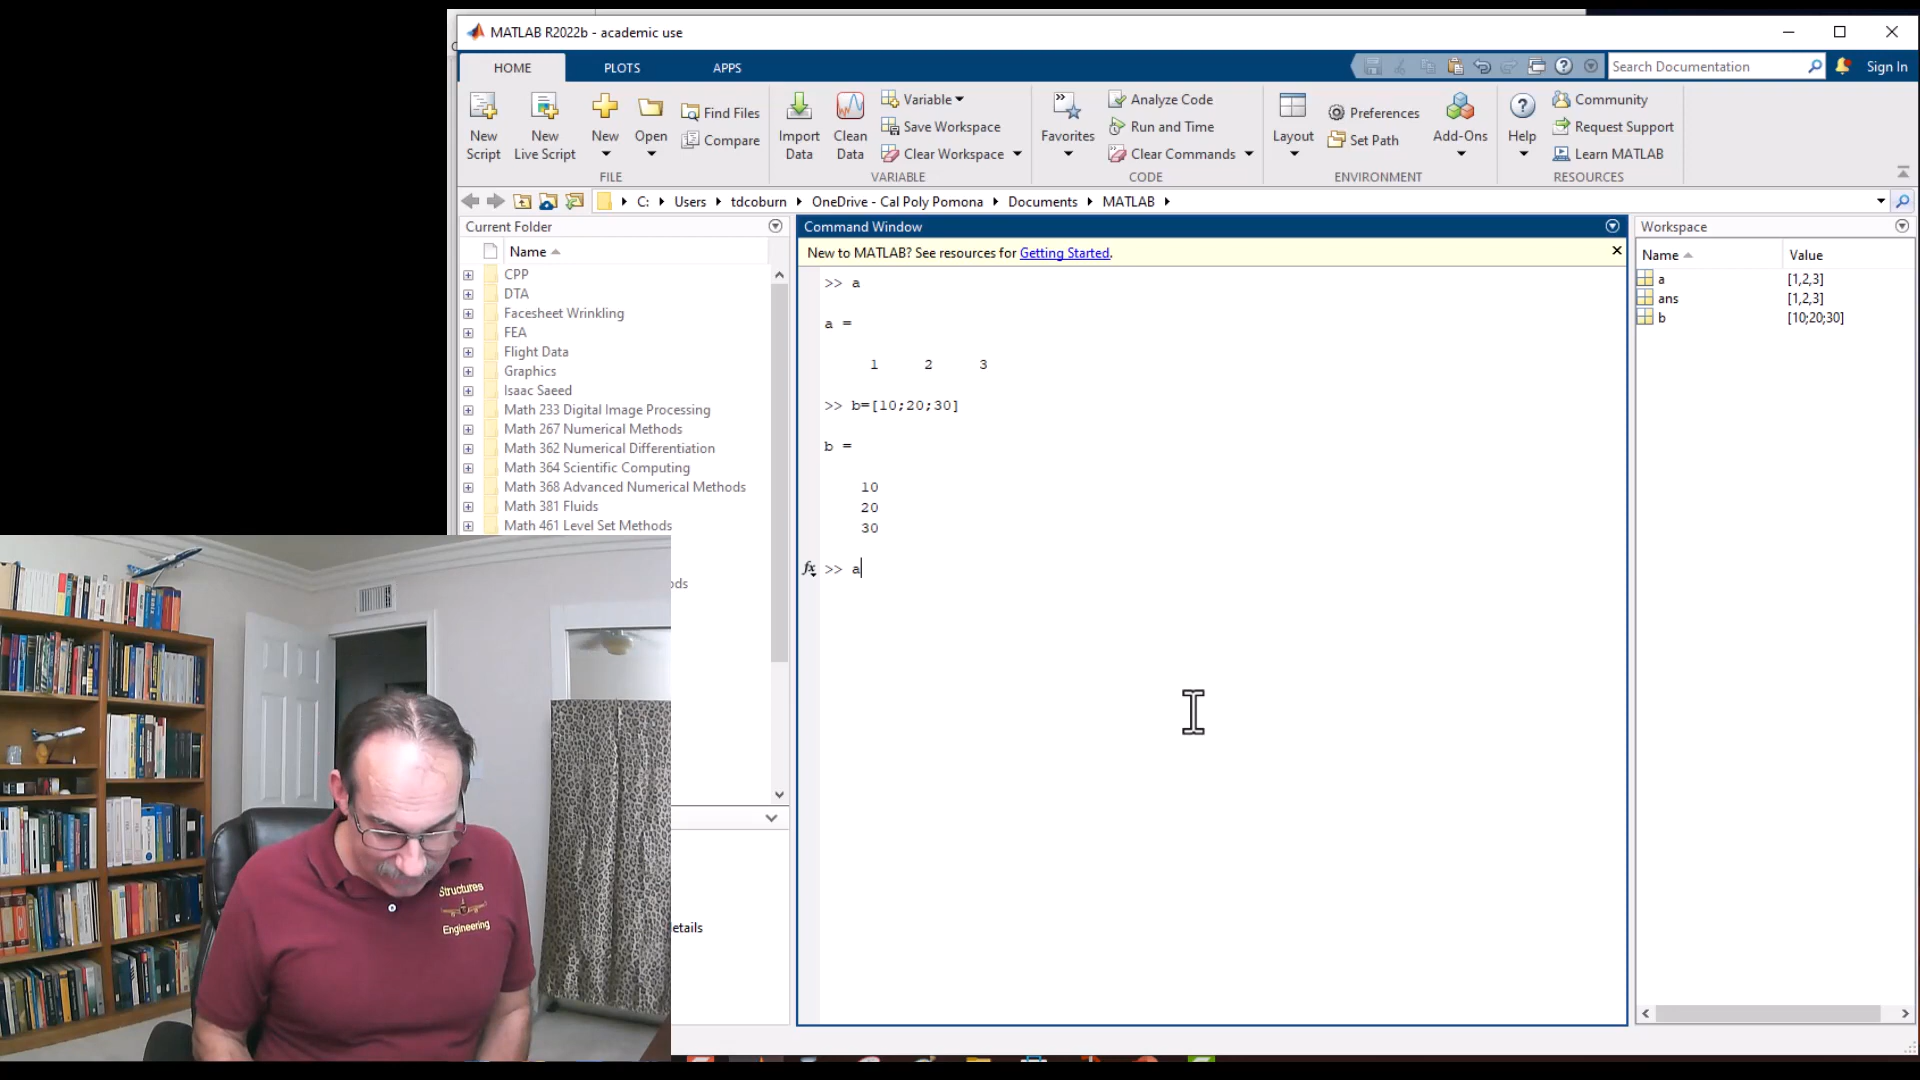 MATLAB R2022b - academic use
HOME
PLOTS
APPS
Search Documentation
Sign In
New Script
New Live Script
New
Open
Find Files
Compare
FILE
Import Data
Clean Data
Variable
Save Workspace
Clear Workspace
VARIABLE
Favorites
Analyze Code
Run and Time
Clear Commands
CODE
Layout
Preferences
Set Path
Add-Ons
ENVIRONMENT
Help
Community
Request Support
Learn MATLAB
RESOURCES
C: Users tdcoburn OneDrive - Cal Poly Pomona Documents MATLAB
Current Folder
Name
CPP
DTA
Facesheet Wrinkling
FEA
Flight Data
Graphics
Isaac Saeed
Math 233 Digital Image Processing
Math 267 Numerical Methods
Math 362 Numerical Differentiation
Math 364 Scientific Computing
Math 368 Advanced Numerical Methods
Math 381 Fluids
Math 461 Level Set Methods
ods
etails
Command Window
New to MATLAB? See resources for Getting Started.
>> a
a =
1 2 3
>> b=[10;20;30]
b =
10
20
30
fx >> a
Workspace
Name Value
a [1,2,3]
ans [1,2,3]
b [10;20;30]
Structures
Engineering